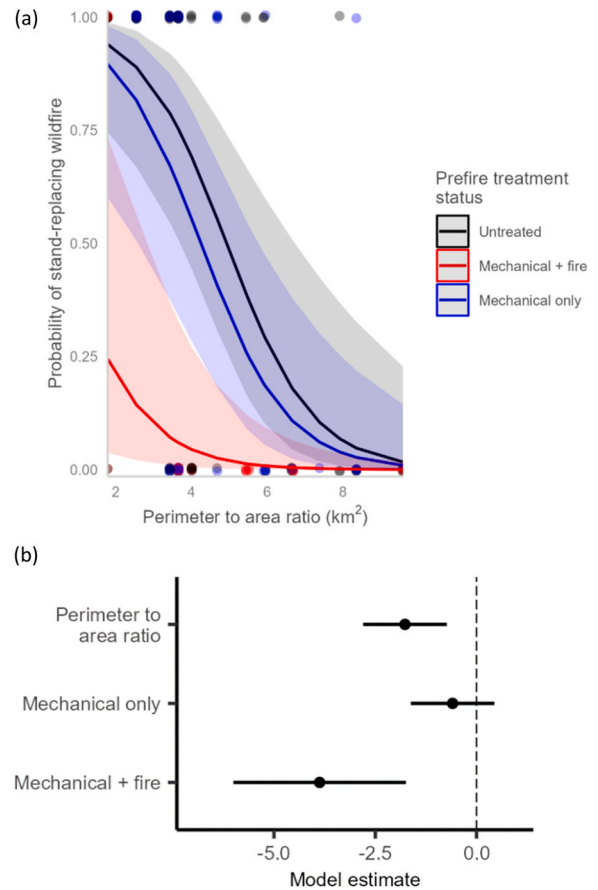 (a)
1.00
0.75
0.50
0.25
0.00
Probability of stand-replacing wildfire
2 4 6 8
Perimeter to area ratio (km²)
Prefire treatment
status
Untreated
Mechanical + fire
Mechanical only
(b)
Perimeter to
area ratio
Mechanical only
Mechanical + fire
-5.0 -2.5 0.0
Model estimate